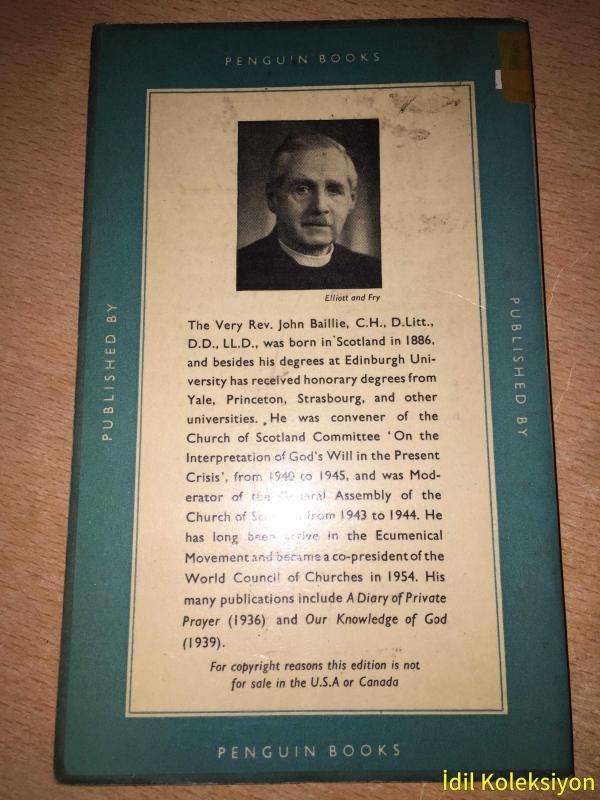 PENGUIN BOOKS
Elliott and Fry
The Very Rev. John Baillie, C.H., D.Litt.,
D.D., LL.D., was born in Scotland in 1886,
and besides his degrees at Edinburgh Uni-
versity has received honorary degrees from
Yale, Princeton, Strasbourg, and other
universities. He was convener of the
Church of Scotland Committee 'On the
Interpretation of God's Will in the Present
Crisis', from 1940 to 1945, and was Mod-
erator of the General Assembly of the
Church of Scotland from 1943 to 1944. He
has long been active in the Ecumenical
Movement and became a co-president of the
World Council of Churches in 1954. His
many publications include A Diary of Private
Prayer (1936) and Our Knowledge of God
(1939).
For copyright reasons this edition is not
for sale in the U.S.A or Canada
PUBLISHED BY
PUBLISHED BY
PENGUIN BOOKS
İdil Koleksiyon